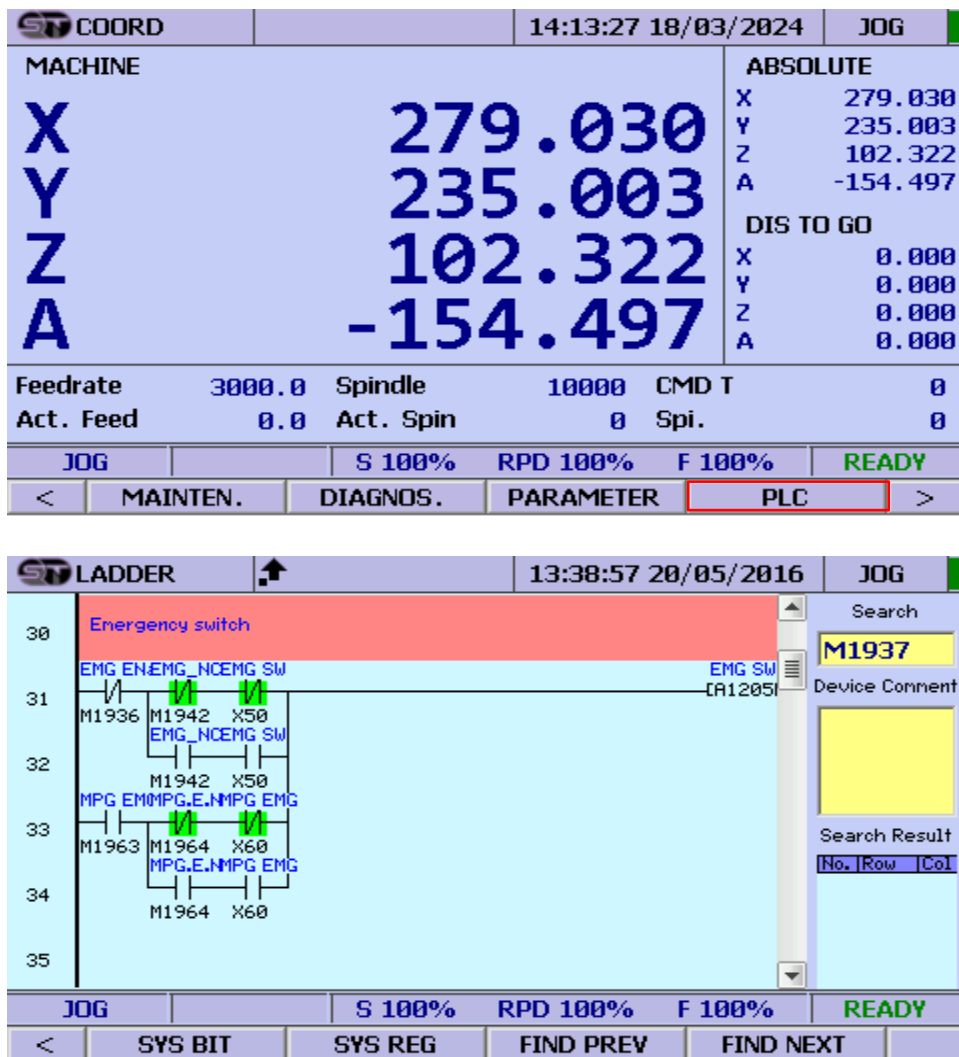 SN COORD 14:13:27 18/03/2024 JOG
MACHINE
X 279.030
Y 235.003
Z 102.322
A -154.497
ABSOLUTE
X 279.030
Y 235.003
Z 102.322
A -154.497
DIS TO GO
X 0.000
Y 0.000
Z 0.000
A 0.000
Feedrate 3000.0 Spindle 10000 CMD T 0
Act. Feed 0.0 Act. Spin 0 Spi. 0
JOG S 100% RPD 100% F 100% READY
< MAINTEN. DIAGNOS. PARAMETER PLC >
SN LADDER 13:38:57 20/05/2016 JOG
30 Emergency switch
EMG EN EMG_NC EMG SW EMG SW
31 [A1205
M1936 M1942 X50
EMG_NC EMG SW
32
M1942 X50
MPG EM MPG.E.N MPG EMG
33
M1963 M1964 X60
MPG.E.N MPG EMG
34
M1964 X60
35
Search
M1937
Device Comment
Search Result
No. Row Col
JOG S 100% RPD 100% F 100% READY
< SYS BIT SYS REG FIND PREV FIND NEXT